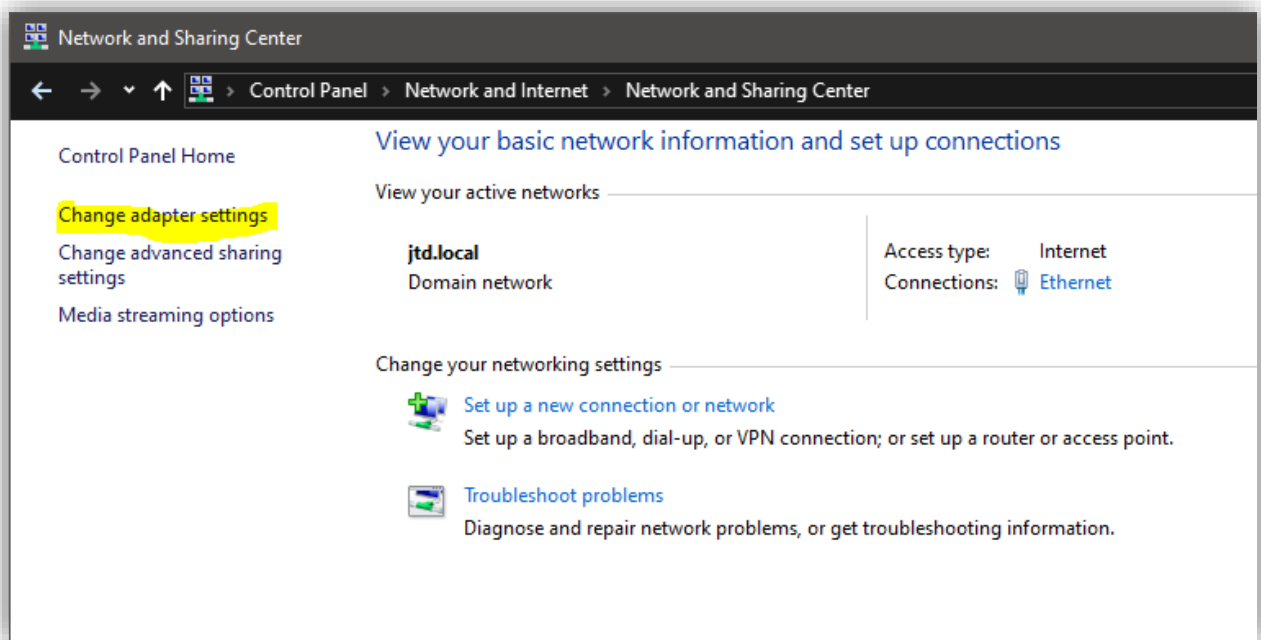 Network and Sharing Center
Control Panel > Network and Internet > Network and Sharing Center
Control Panel Home
Change adapter settings
Change advanced sharing
settings
Media streaming options
View your basic network information and set up connections
View your active networks
jtd.local
Domain network
Access type: Internet
Connections: Ethernet
Change your networking settings
Set up a new connection or network
Set up a broadband, dial-up, or VPN connection; or set up a router or access point.
Troubleshoot problems
Diagnose and repair network problems, or get troubleshooting information.